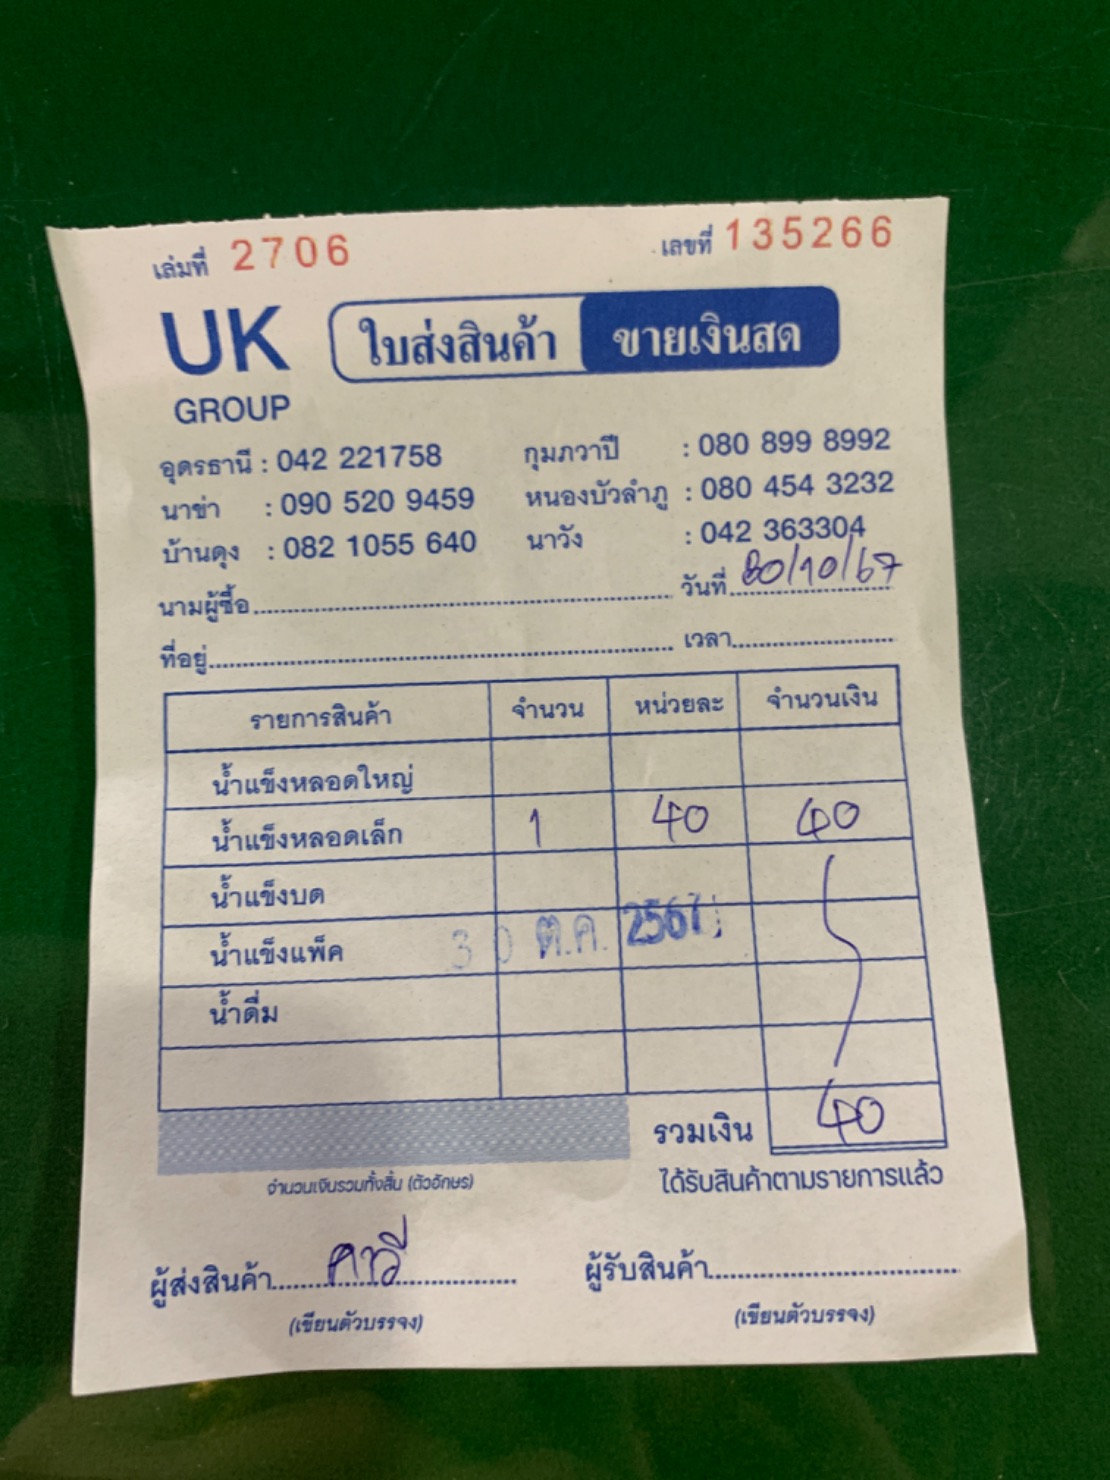 เล่มที่ 2706 เลขที่ 135266
UK ใบส่งสินค้า ขายเงินสด
GROUP
อุดรธานี : 042 221758 กุมภวาปี : 080 899 8992
นาข่า : 090 520 9459 หนองบัวลำภู : 080 454 3232
บ้านดุง : 082 1055 640 นาวัง : 042 363304
นามผู้ซื้อ วันที่ 30/10/67
ที่อยู่ เวลา
รายการสินค้า จำนวน หน่วยละ จำนวนเงิน
น้ำแข็งหลอดใหญ่
น้ำแข็งหลอดเล็ก 1 40 40
น้ำแข็งบด
น้ำแข็งแพ็ค 30 ต.ค. 2567
น้ำดื่ม
รวมเงิน 40
จำนวนเงินรวมทั้งสิ้น (ตัวอักษร) ได้รับสินค้าตามรายการแล้ว
ผู้ส่งสินค้า ผู้รับสินค้า
(เขียนตัวบรรจง) (เขียนตัวบรรจง)